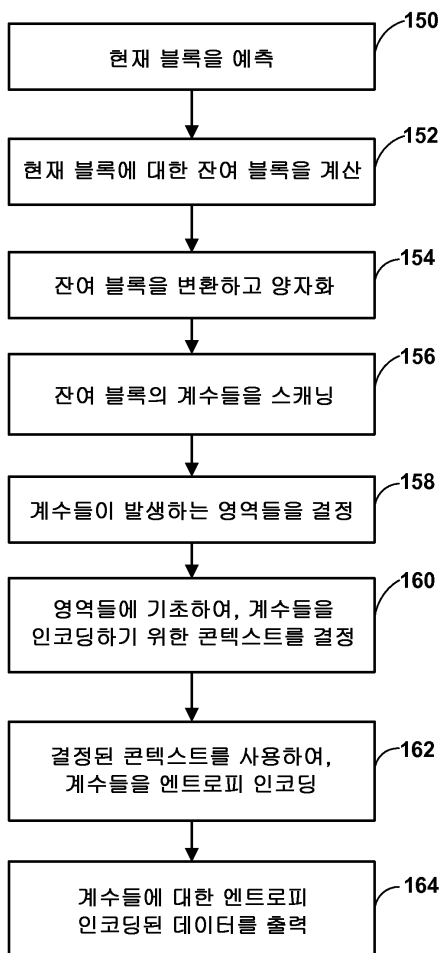 현재 블록을 예측
150
현재 블록에 대한 잔여 블록을 계산
152
잔여 블록을 변환하고 양자화
154
잔여 블록의 계수들을 스캐닝
156
계수들이 발생하는 영역들을 결정
158
영역들에 기초하여, 계수들을
인코딩하기 위한 콘텍스트를 결정
160
결정된 콘텍스트를 사용하여,
계수들을 엔트로피 인코딩
162
계수들에 대한 엔트로피
인코딩된 데이터를 출력
164